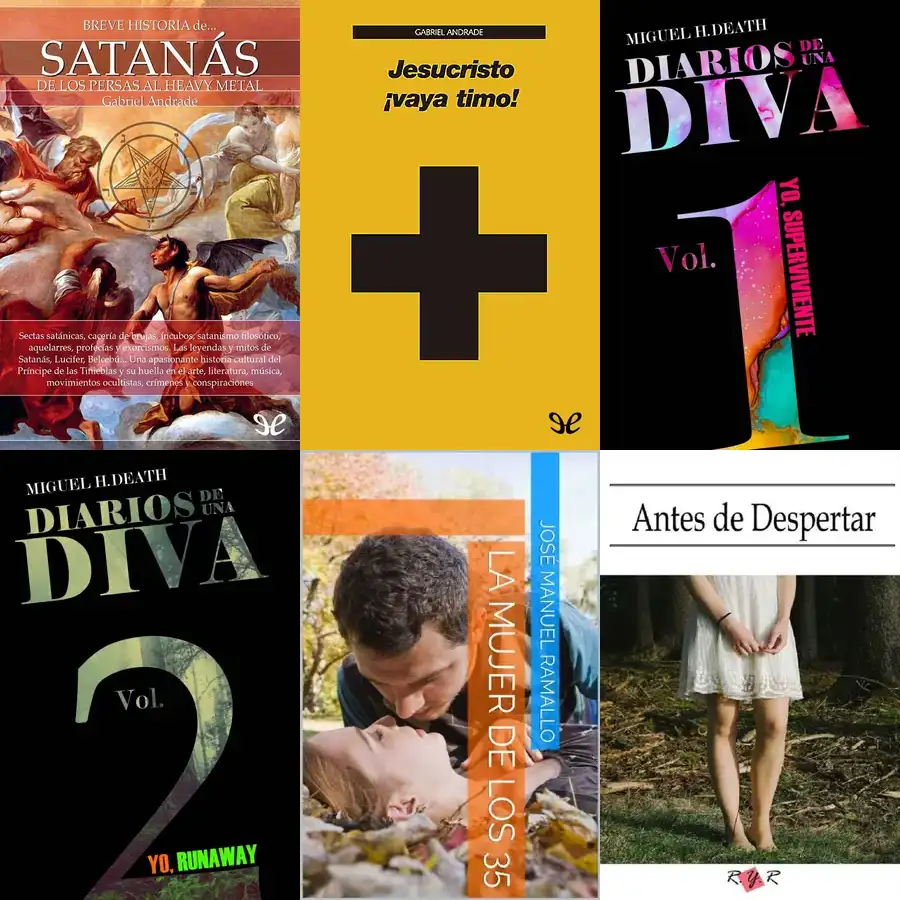 BREVE HISTORIA de...
SATANÁS
DE LOS PERSAS AL HEAVY METAL
Gabriel Andrade
Sectas satánicas, cacería de brujas, íncubos, satanismo filosófico,
aquelarres, profecías y exorcismos. Las leyendas y mitos de
Satanás, Lucifer, Belcebú... Una apasionante historia cultural del
Príncipe de las Tinieblas y su huella en el arte, literatura, música,
movimientos ocultistas, crímenes y conspiraciones
GABRIEL ANDRADE
Jesucristo
¡vaya timo!
MIGUEL H.DEATH
DIARIOS DE UNA
DIVA
Vol. 1
YO, SUPERVIVIENTE
MIGUEL H.DEATH
DIARIOS DE UNA
DIVA
Vol.
2
YO, RUNAWAY
JOSÉ MANUEL RAMALLO
LA MUJER DE LOS 35
Antes de Despertar
R.Y.R